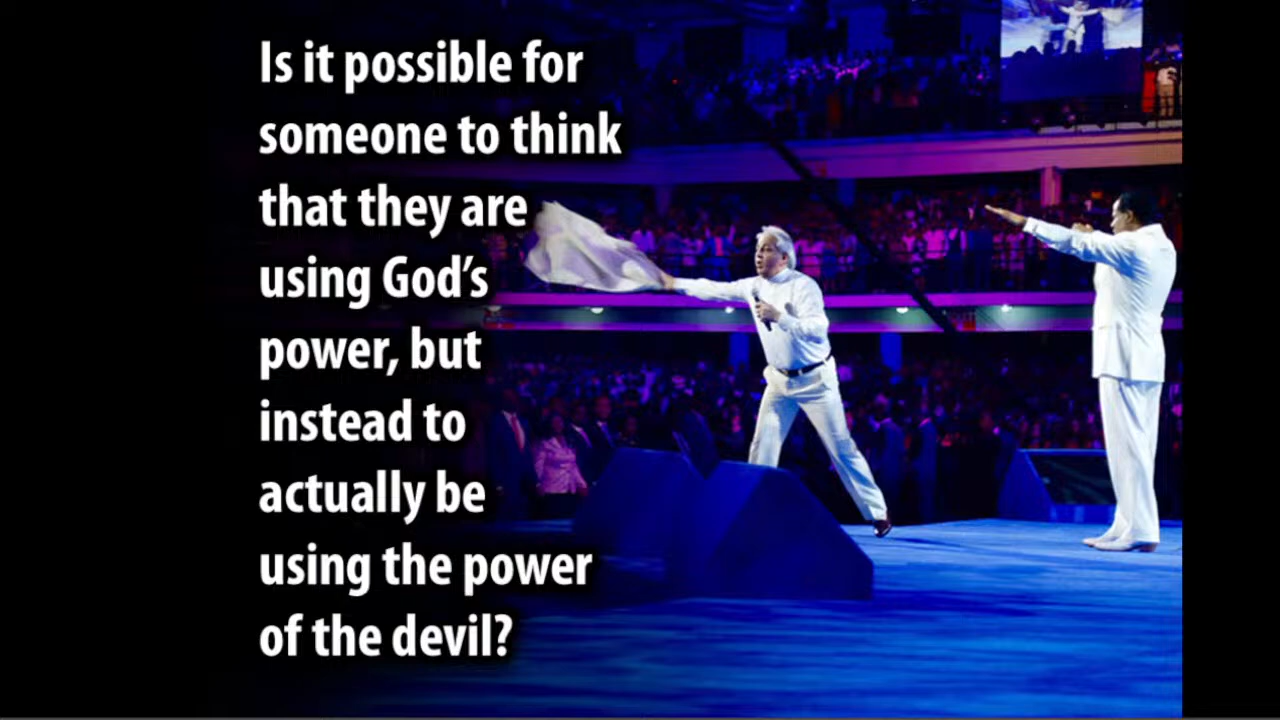 Is it possible for
someone to think
that they are
using God's
power, but
instead to
actually be
using the power
of the devil?